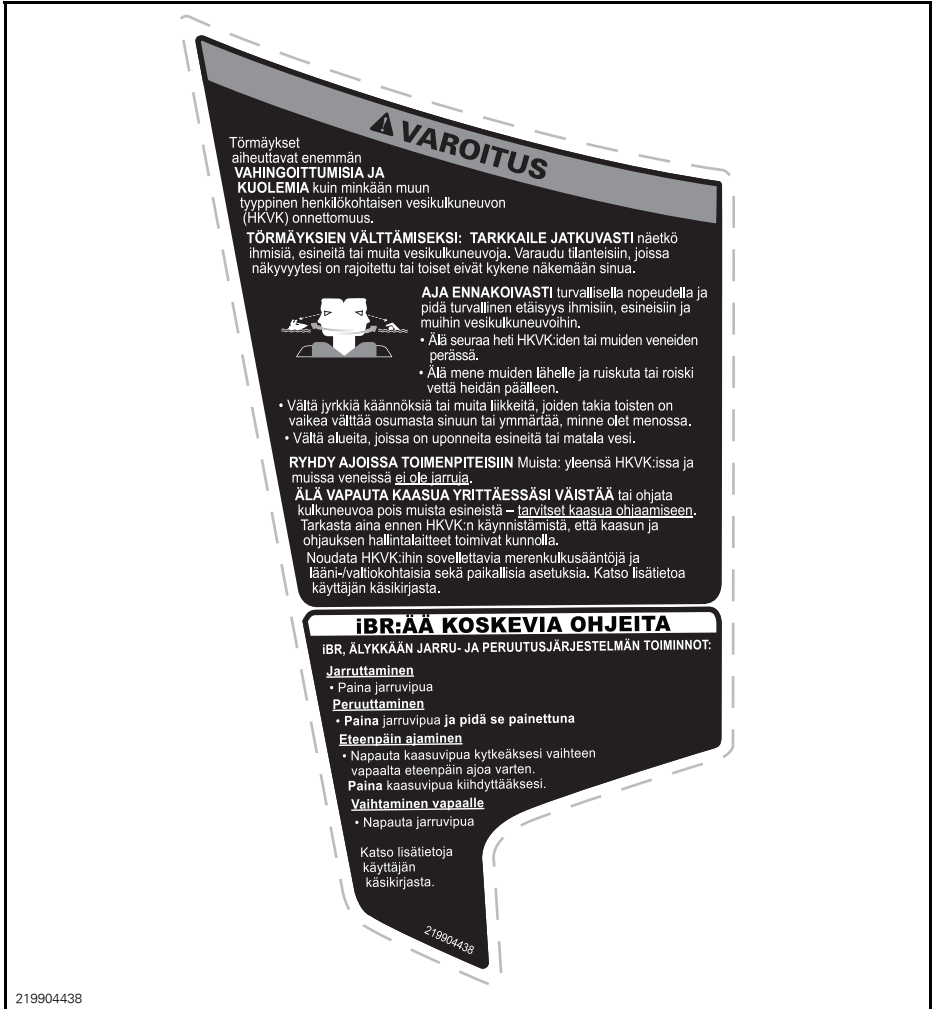 VAROITUS
Törmäykset
aiheuttavat enemmän
VAHINGOITTUMISIA JA
KUOLEMIA kuin minkään muun
tyyppinen henkilökohtaisen vesikulkuneuvon
(HKVK) onnettomuus.
TÖRMÄYKSIEN VÄLTTÄMISEKSI: TARKKAILE JATKUVASTI näetkö
ihmisiä, esineitä tai muita vesikulkuneuvoja. Varaudu tilanteisiin, joissa
näkyvyytesi on rajoitettu tai toiset eivät kykene näkemään sinua.
AJA ENNAKOIVASTI turvallisella nopeudella ja
pidä turvallinen etäisyys ihmisiin, esineisiin ja
muihin vesikulkuneuvoihin.
• Älä seuraa heti HKVK:iden tai muiden veneiden
perässä.
• Älä mene muiden lähelle ja ruiskuta tai roiski
vettä heidän päälleen.
• Vältä jyrkkiä käännöksiä tai muita liikkeitä, joiden takia toisten on
vaikea välttää osumasta sinuun tai ymmärtää, minne olet menossa.
• Vältä alueita, joissa on uponneita esineitä tai matala vesi.
RYHDY AJOISSA TOIMENPITEISIIN Muista: yleensä HKVK:issa ja
muissa veneissä ei ole jarruja.
ÄLÄ VAPAUTA KAASUA YRITTÄESSÄSI VÄISTÄÄ tai ohjata
kulkuneuvoa pois muista esineistä – tarvitset kaasua ohjaamiseen.
Tarkasta aina ennen HKVK:n käynnistämistä, että kaasun ja
ohjauksen hallintalaitteet toimivat kunnolla.
Noudata HKVK:ihin sovellettavia merenkulkusääntöjä ja
lääni-/valtiokohtaisia sekä paikallisia asetuksia. Katso lisätietoa
käyttäjän käsikirjasta.
iBR:ÄÄ KOSKEVIA OHJEITA
iBR, ÄLYKKÄÄN JARRU- JA PERUUTUSJÄRJESTELMÄN TOIMINNOT:
Jarruttaminen
• Paina jarruvipua
Peruuttaminen
• Paina jarruvipua ja pidä se painettuna
Eteenpäin ajaminen
• Napauta kaasuvipua kytkeäksesi vaihteen
vapaalta eteenpäin ajoa varten.
Paina kaasuvipua kiihdyttääksesi.
Vaihtaminen vapaalle
• Napauta jarruvipua
Katso lisätietoja
käyttäjän
käsikirjasta.
219904438
219904438